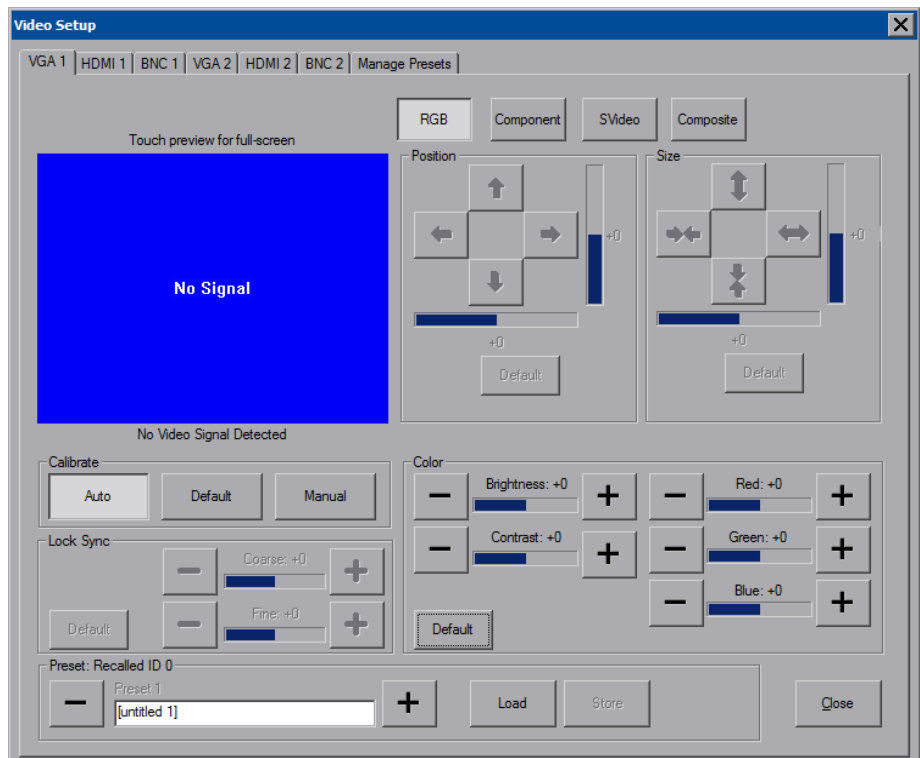 Video Setup
VGA 1 HDMI 1 BNC 1 VGA 2 HDMI 2 BNC 2 Manage Presets
RGB Component SVideo Composite
Touch preview for full-screen
No Signal
No Video Signal Detected
Position
+0
+0
Default
Size
+0
+0
Default
Calibrate
Auto Default Manual
Lock Sync
Coarse: +0
Fine: +0
Default
Color
Brightness: +0
Contrast: +0
Red: +0
Green: +0
Blue: +0
Default
Preset: Recalled ID 0
Preset 1
[untitled 1]
Load Store
Close